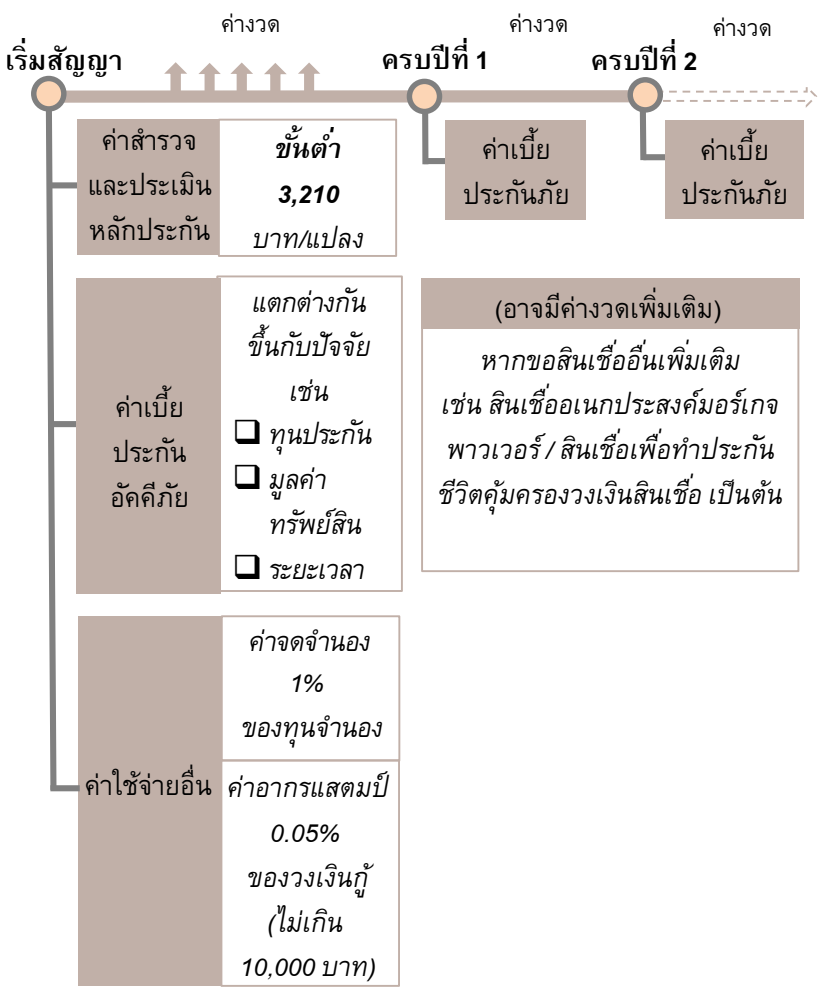 ค่างวด
ค่างวด
ค่างวด
เริ่มสัญญา
ครบปีที่ 1
ครบปีที่ 2
ค่าสำรวจ
และประเมิน
หลักประกัน
ขั้นต่ำ
3,210
บาท/แปลง
ค่าเบี้ย
ประกันภัย
ค่าเบี้ย
ประกันภัย
ค่าเบี้ย
ประกัน
อัคคีภัย
แตกต่างกัน
ขึ้นกับปัจจัย
เช่น
❑ ทุนประกัน
❑ มูลค่า
ทรัพย์สิน
❑ ระยะเวลา
(อาจมีค่างวดเพิ่มเติม)
หากขอสินเชื่ออื่นเพิ่มเติม
เช่น สินเชื่ออเนกประสงค์มอร์เกจ
พาวเวอร์ / สินเชื่อเพื่อทำประกัน
ชีวิตคุ้มครองวงเงินสินเชื่อ เป็นต้น
ค่าใช้จ่ายอื่น
ค่าจดจำนอง
1%
ของทุนจำนอง
ค่าอากรแสตมป์
0.05%
ของวงเงินกู้
(ไม่เกิน
10,000 บาท)